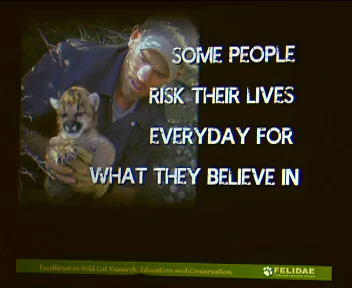 SOME PEOPLE
RISK THEIR LIVES
EVERYDAY FOR
WHAT THEY BELIEVE IN
Excellence in Wild Cat Research, Education and Conservation
FELIDAE